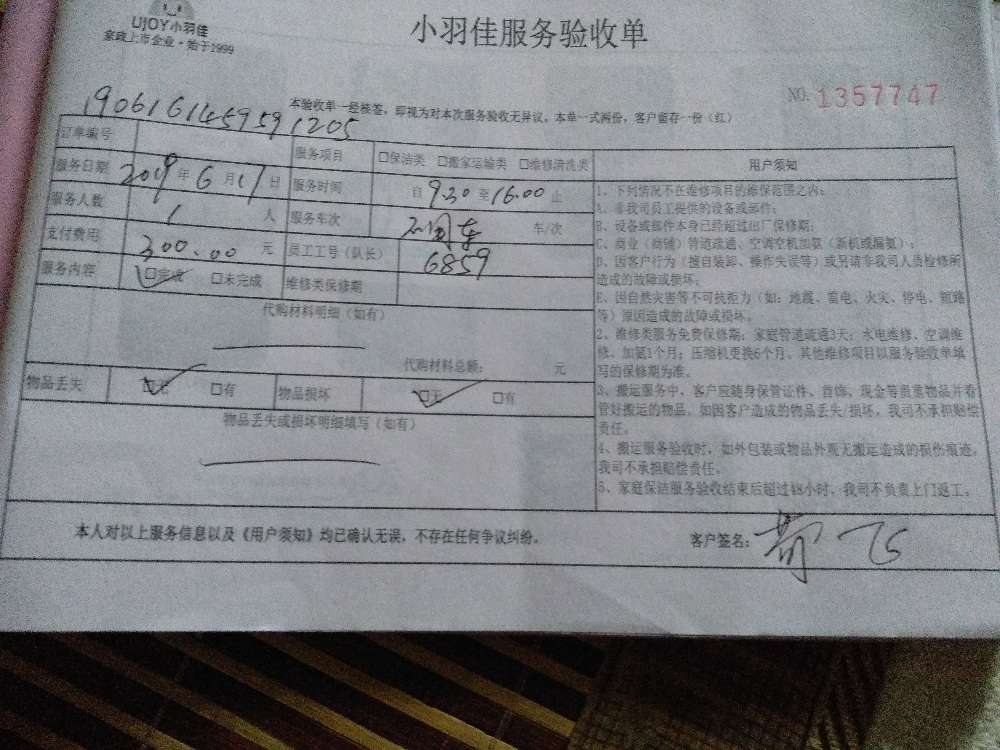 UJOY小羽佳
家政上市企业·始于1999
小羽佳服务验收单
NO. 1357747
190616145959 1205
本验收单一经核签，即视为对本次服务验收无异议。本单一式两份，客户留存一份（红）
订单编号
服务项目 □保洁类 □搬家运输类 □维修清洗类
服务日期 2019年6月17日 服务时间 自9.30至16.00止
服务人数 1 人 服务车次 车/次
支付费用 300.00 元 员工工号（队长） 6859
服务内容 □完成 □未完成 维修类保修期
代购材料明细（如有）
代购材料总额： 元
物品丢失 □无 □有 物品损坏 □无 □有
物品丢失或损坏明细填写（如有）
用户须知
1、下列情况不在维修项目的维保范围之内：
A、非我司员工提供的设备或部件；
B、设备或部件本身已经超过出厂保修期；
C、商业（商铺）管道疏通、空调空机加氨（新机或漏氨）；
D、因客户行为（擅自装卸、操作失误等）或另请非我司人员检修所
造成的故障或损坏。
E、因自然灾害等不可抗拒力（如：地震、雷电、火灾、停电、短路
等）原因造成的故障或损坏。
2、维修类服务免费保修期：家庭管道疏通3天；水电维修、空调维
修、加氨1个月；压缩机更换6个月。其他维修项目以服务验收单填
写的保修期为准。
3、搬运服务中，客户应随身保管证件、首饰、现金等贵重物品并看
管好搬运的物品。如因客户造成的物品丢失/损坏，我司不承担赔偿
责任。
4、搬运服务验收时，如外包装或物品外观无搬运造成的损伤痕迹，
我司不承担赔偿责任。
5、家庭保洁服务验收结束后超过48小时，我司不负责上门返工。
本人对以上服务信息以及《用户须知》均已确认无误，不存在任何争议纠纷。
客户签名：